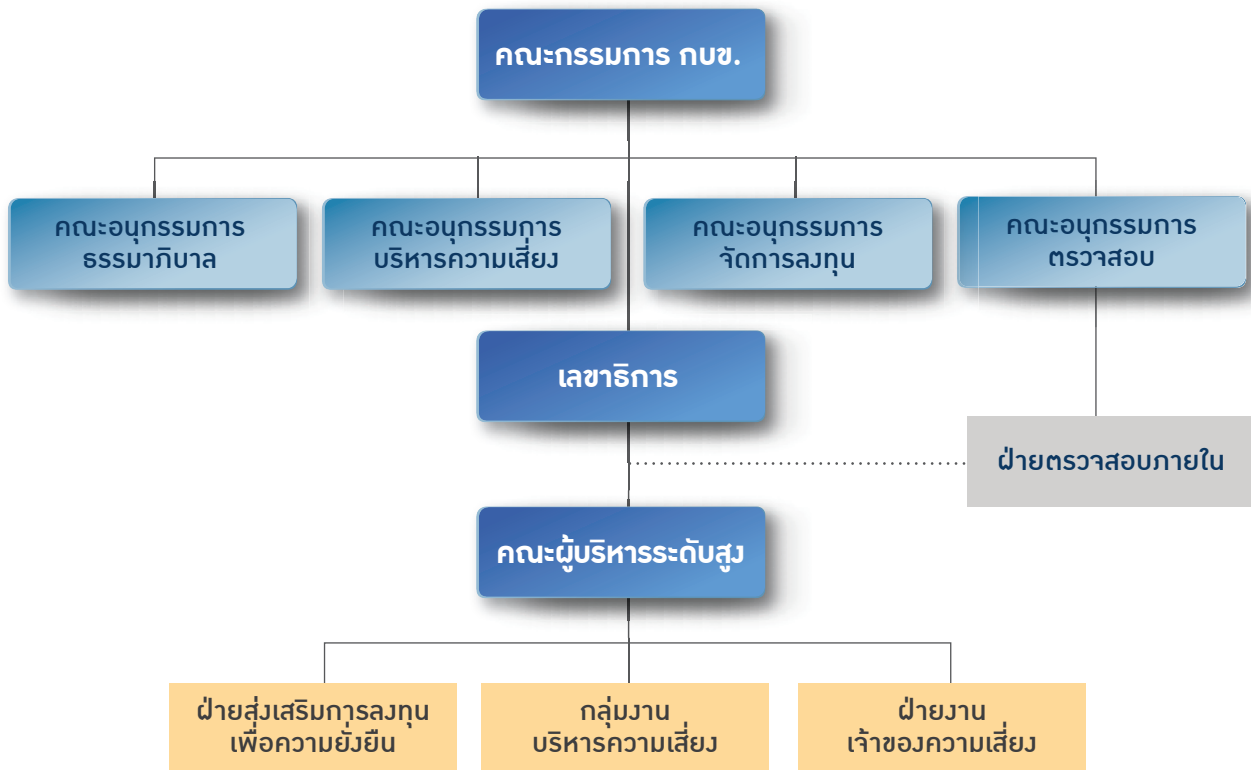 คณะกรรมการ กบข.
คณะอนุกรรมการ
ธรรมาภิบาล
คณะอนุกรรมการ
บริหารความเสี่ยง
คณะอนุกรรมการ
จัดการลงทุน
คณะอนุกรรมการ
ตรวจสอบ
เลขาธิการ
ฝ่ายตรวจสอบภายใน
คณะผู้บริหารระดับสูง
ฝ่ายส่งเสริมการลงทุน
เพื่อความยั่งยืน
กลุ่มงาน
บริหารความเสี่ยง
ฝ่ายงาน
เจ้าของความเสี่ยง